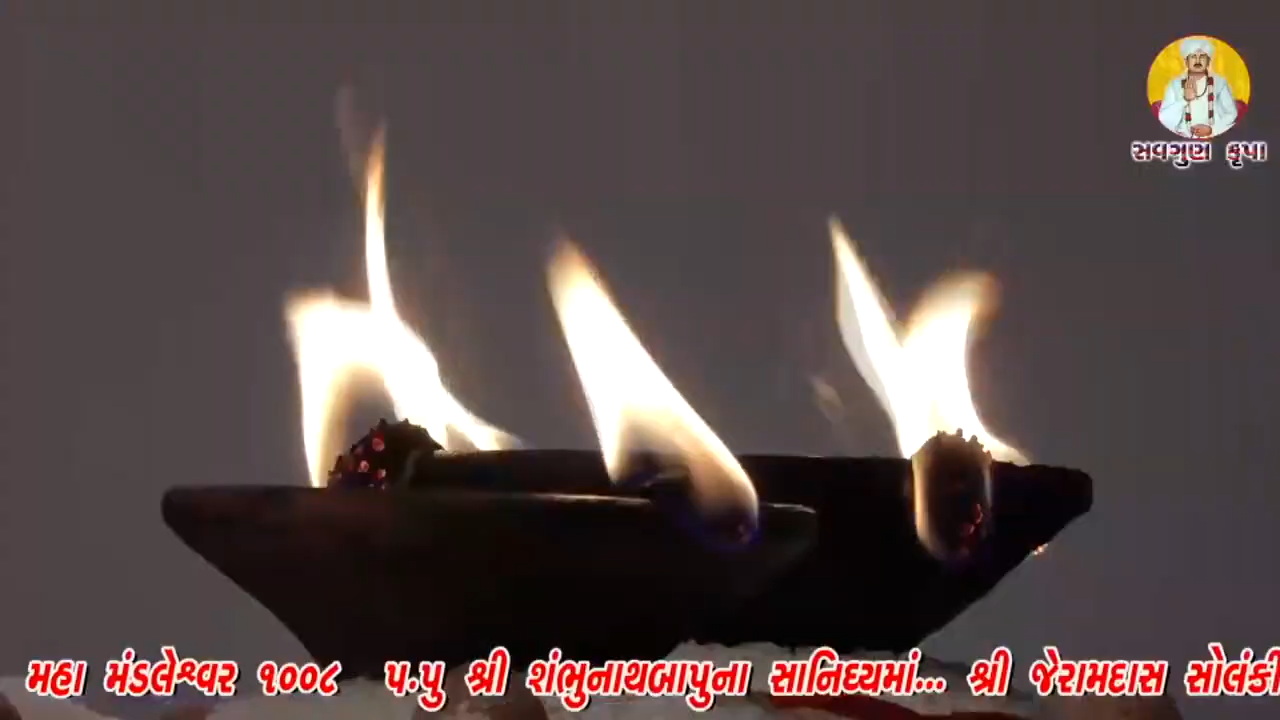 સવગુણ કૃપા
મહા મંડલેશ્વર ૧૦૦૮ પ.પુ શ્રી શંભુનાથબાપુના સાનિધ્યમાં... શ્રી જેરામદાસ સોલંકી